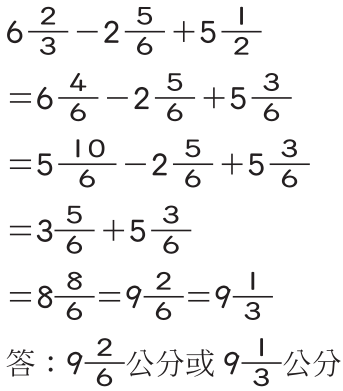 6 2/3 − 2 5/6 + 5 1/2
= 6 4/6 − 2 5/6 + 5 3/6
= 5 10/6 − 2 5/6 + 5 3/6
= 3 5/6 + 5 3/6
= 8 8/6 = 9 2/6 = 9 1/3
答：9 2/6 公分或 9 1/3 公分